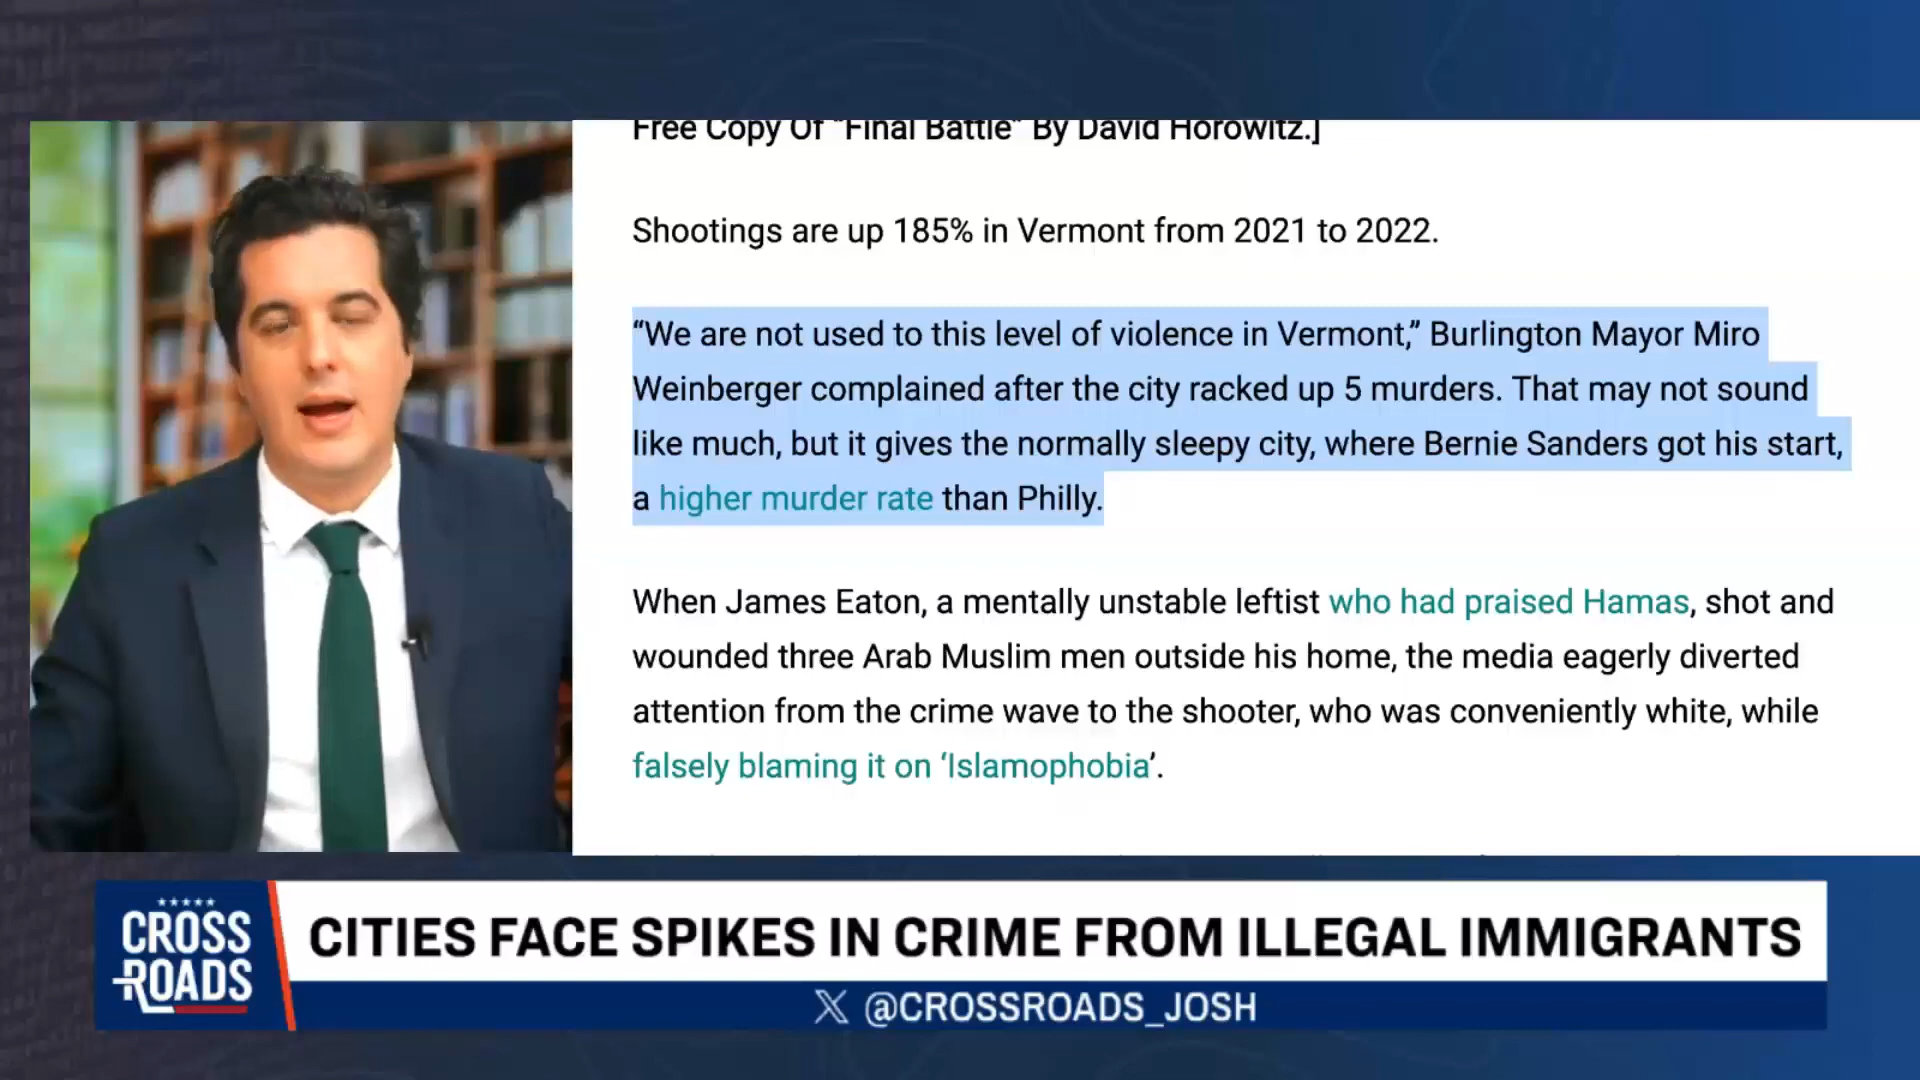 Free Copy Of "Final Battle" By David Horowitz.]
Shootings are up 185% in Vermont from 2021 to 2022.
“We are not used to this level of violence in Vermont,” Burlington Mayor Miro
Weinberger complained after the city racked up 5 murders. That may not sound
like much, but it gives the normally sleepy city, where Bernie Sanders got his start,
a higher murder rate than Philly.
When James Eaton, a mentally unstable leftist who had praised Hamas, shot and
wounded three Arab Muslim men outside his home, the media eagerly diverted
attention from the crime wave to the shooter, who was conveniently white, while
falsely blaming it on ‘Islamophobia’.
CROSS
ROADS
CITIES FACE SPIKES IN CRIME FROM ILLEGAL IMMIGRANTS
X @CROSSROADS_JOSH